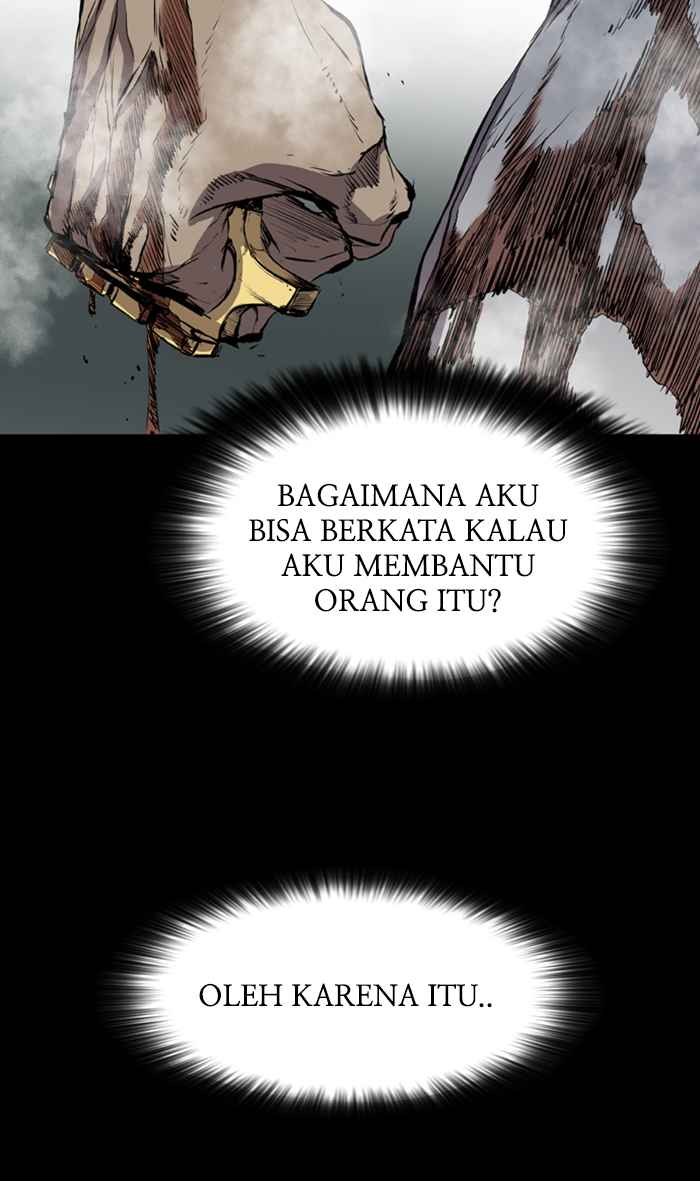 BAGAIMANA AKU
BISA BERKATA KALAU
AKU MEMBANTU
ORANG ITU?
OLEH KARENA ITU..